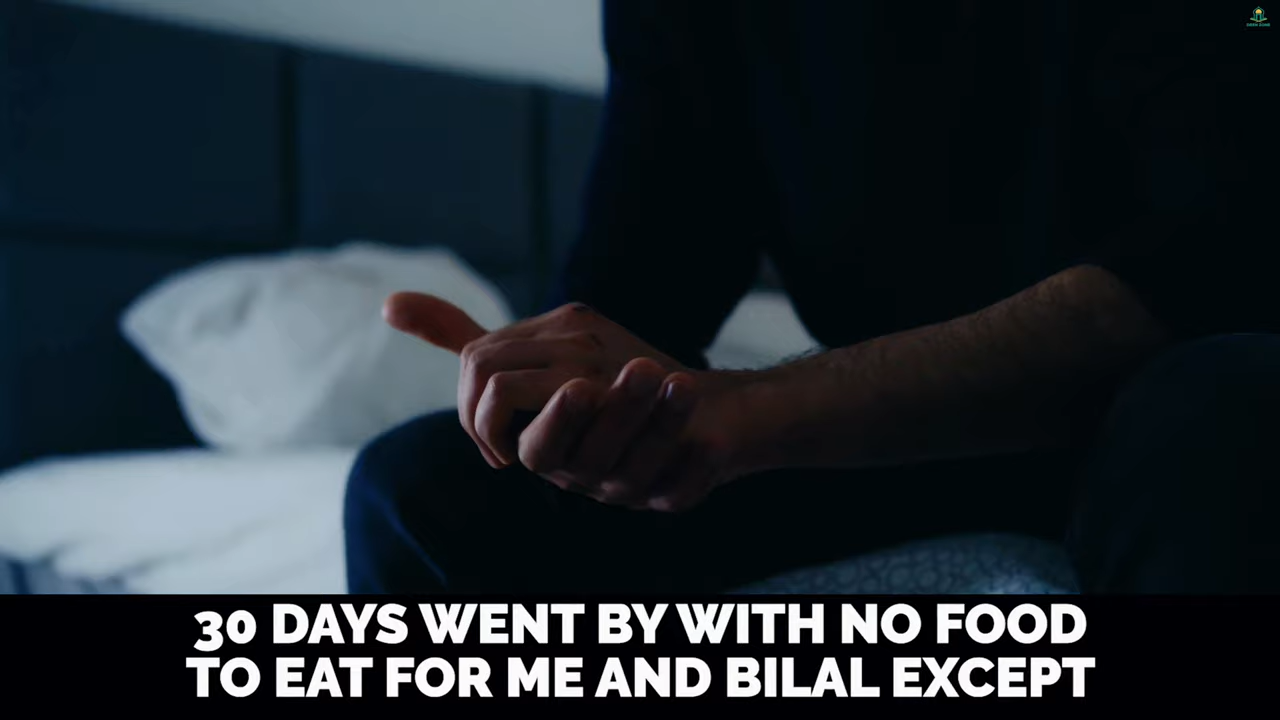 30 DAYS WENT BY WITH NO FOOD
TO EAT FOR ME AND BILAL EXCEPT